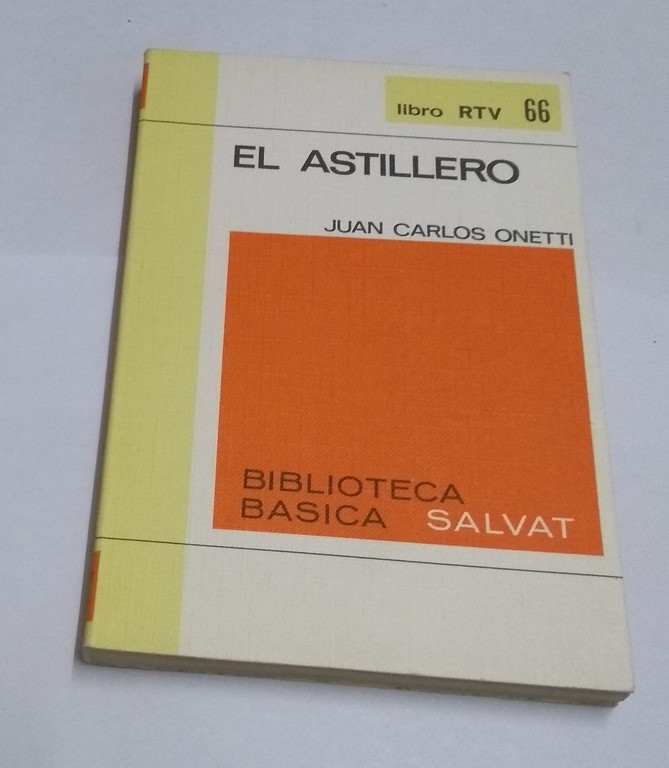 libro RTV 66
EL ASTILLERO
JUAN CARLOS ONETTI
BIBLIOTECA
BASICA SALVAT